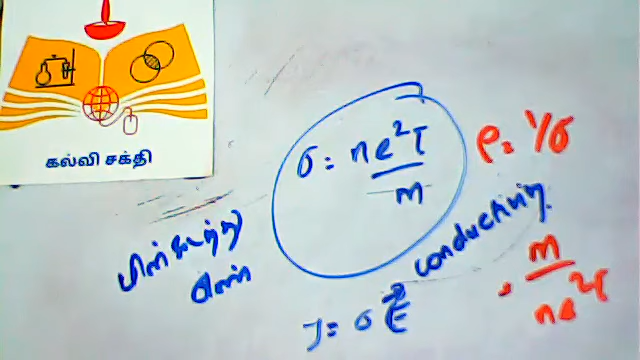 கல்வி சக்தி
σ = ne²τ
m
ρ = 1/σ
மின்கடத்து
எண்
conductivity
J = σ E⃗
= m
ne²τ